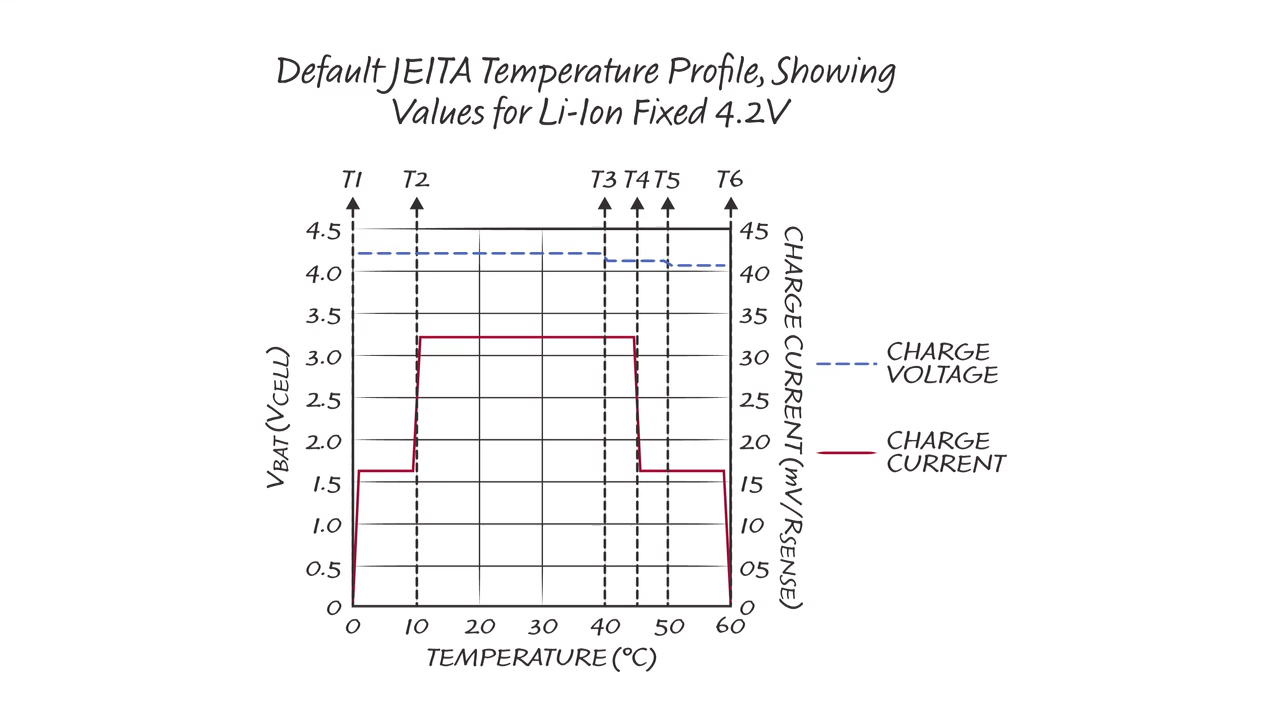 Default JEITA Temperature Profile, Showing
Values for Li-Ion Fixed 4.2V
T1 T2 T3 T4 T5 T6
4.5
4.0
3.5
3.0
2.5
2.0
1.5
1.0
0.5
0
VBAT (VCELL)
45
40
35
30
25
20
15
10
05
0
CHARGE CURRENT (mV/RSENSE)
0 10 20 30 40 50 60
TEMPERATURE (°C)
CHARGE
VOLTAGE
CHARGE
CURRENT